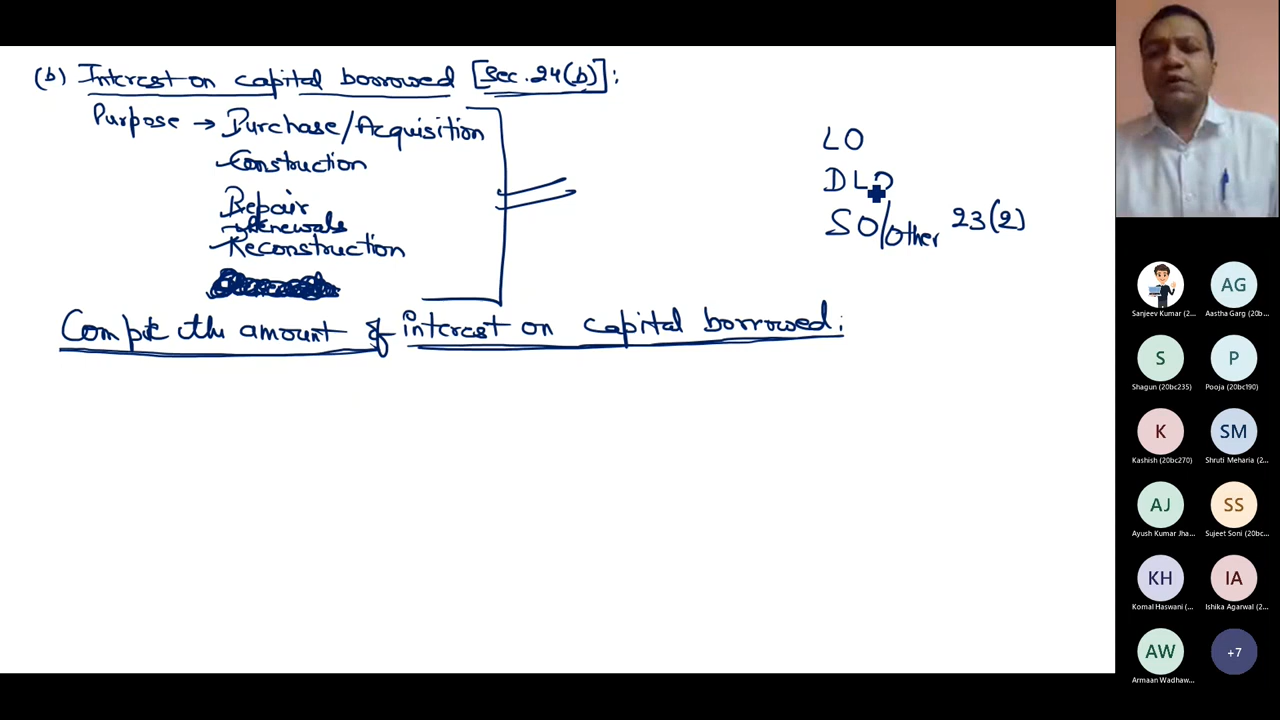 (b) Interest on capital borrowed [Sec. 24(b)]:
Purpose → Purchase/Acquisition
Construction
Repair
Renewals
Reconstruction
LO
DLO
SO/Other 23(2)
the amount of interest on capital borrowed:
AG
Sanjeev Kumar (2...
Aastha Garg (20b...
S
P
Shagun (20bc235)
Pooja (20bc190)
K
SM
Kashish (20bc270)
Shruti Meharia (2...
AJ
SS
Ayush Kumar Jha...
Sujeet Soni (20bc...
KH
IA
Komal Haswani (...
Ishika Agarwal (2...
AW
+7
Armaan Wadhaw...